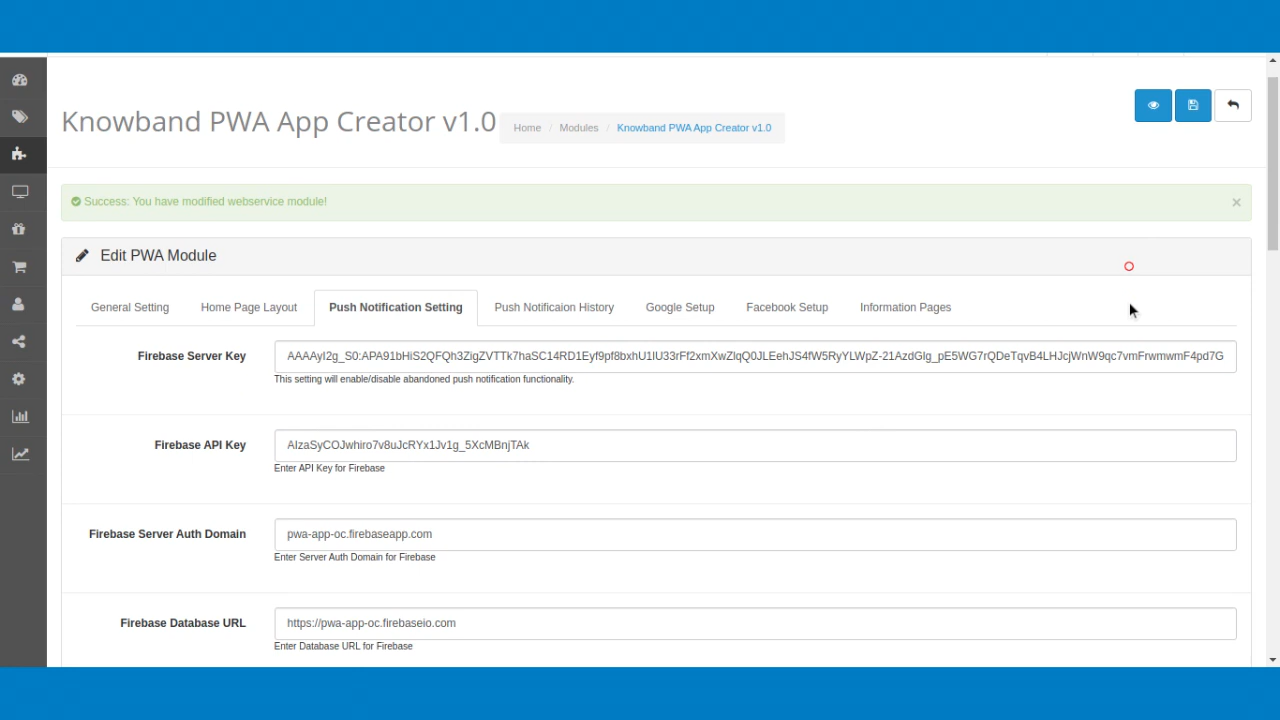 Knowband PWA App Creator v1.0
Home / Modules / Knowband PWA App Creator v1.0
Success: You have modified webservice module!
×
Edit PWA Module
General Setting Home Page Layout Push Notification Setting Push Notificaion History Google Setup Facebook Setup Information Pages
Firebase Server Key
AAAAyI2g_S0:APA91bHiS2QFQh3ZigZVTTk7haSC14RD1Eyf9pf8bxhU1IU33rFf2xmXwZlqQ0JLEehJS4fW5RyYLWpZ-21AzdGlg_pE5WG7rQDeTqvB4LHJcjWnW9qc7vmFrwmwmF4pd7G
This setting will enable/disable abandoned push notification functionality.
Firebase API Key
AIzaSyCOJwhiro7v8uJcRYx1Jv1g_5XcMBnjTAk
Enter API Key for Firebase
Firebase Server Auth Domain
pwa-app-oc.firebaseapp.com
Enter Server Auth Domain for Firebase
Firebase Database URL
https://pwa-app-oc.firebaseio.com
Enter Database URL for Firebase